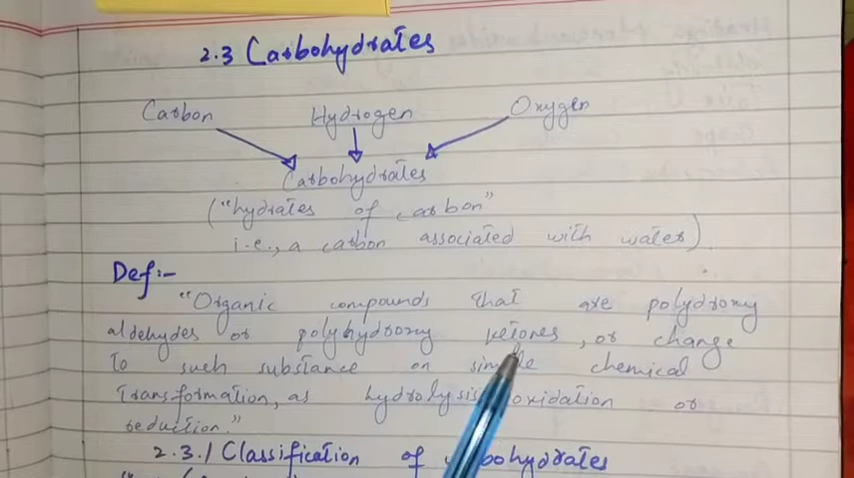 2.3 Carbohydrates
Carbon Hydrogen Oxygen
Carbohydrates
("hydrates of carbon"
i.e., a carbon associated with water)
Def:-
"Organic compounds that are polydroxy
aldehydes or polyhydroxy ketones, or change
to such substance on simple chemical
Transformation, as hydrolysis oxidation or
reduction."
2.3.1 Classification of carbohydrates